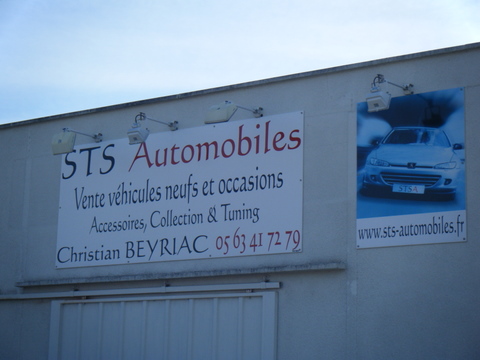 STS Automobiles
Vente véhicules neufs et occasions
Accessoires, Collection & Tuning
Christian BEYRIAC 05 63 41 72 79
www.sts-automobiles.fr